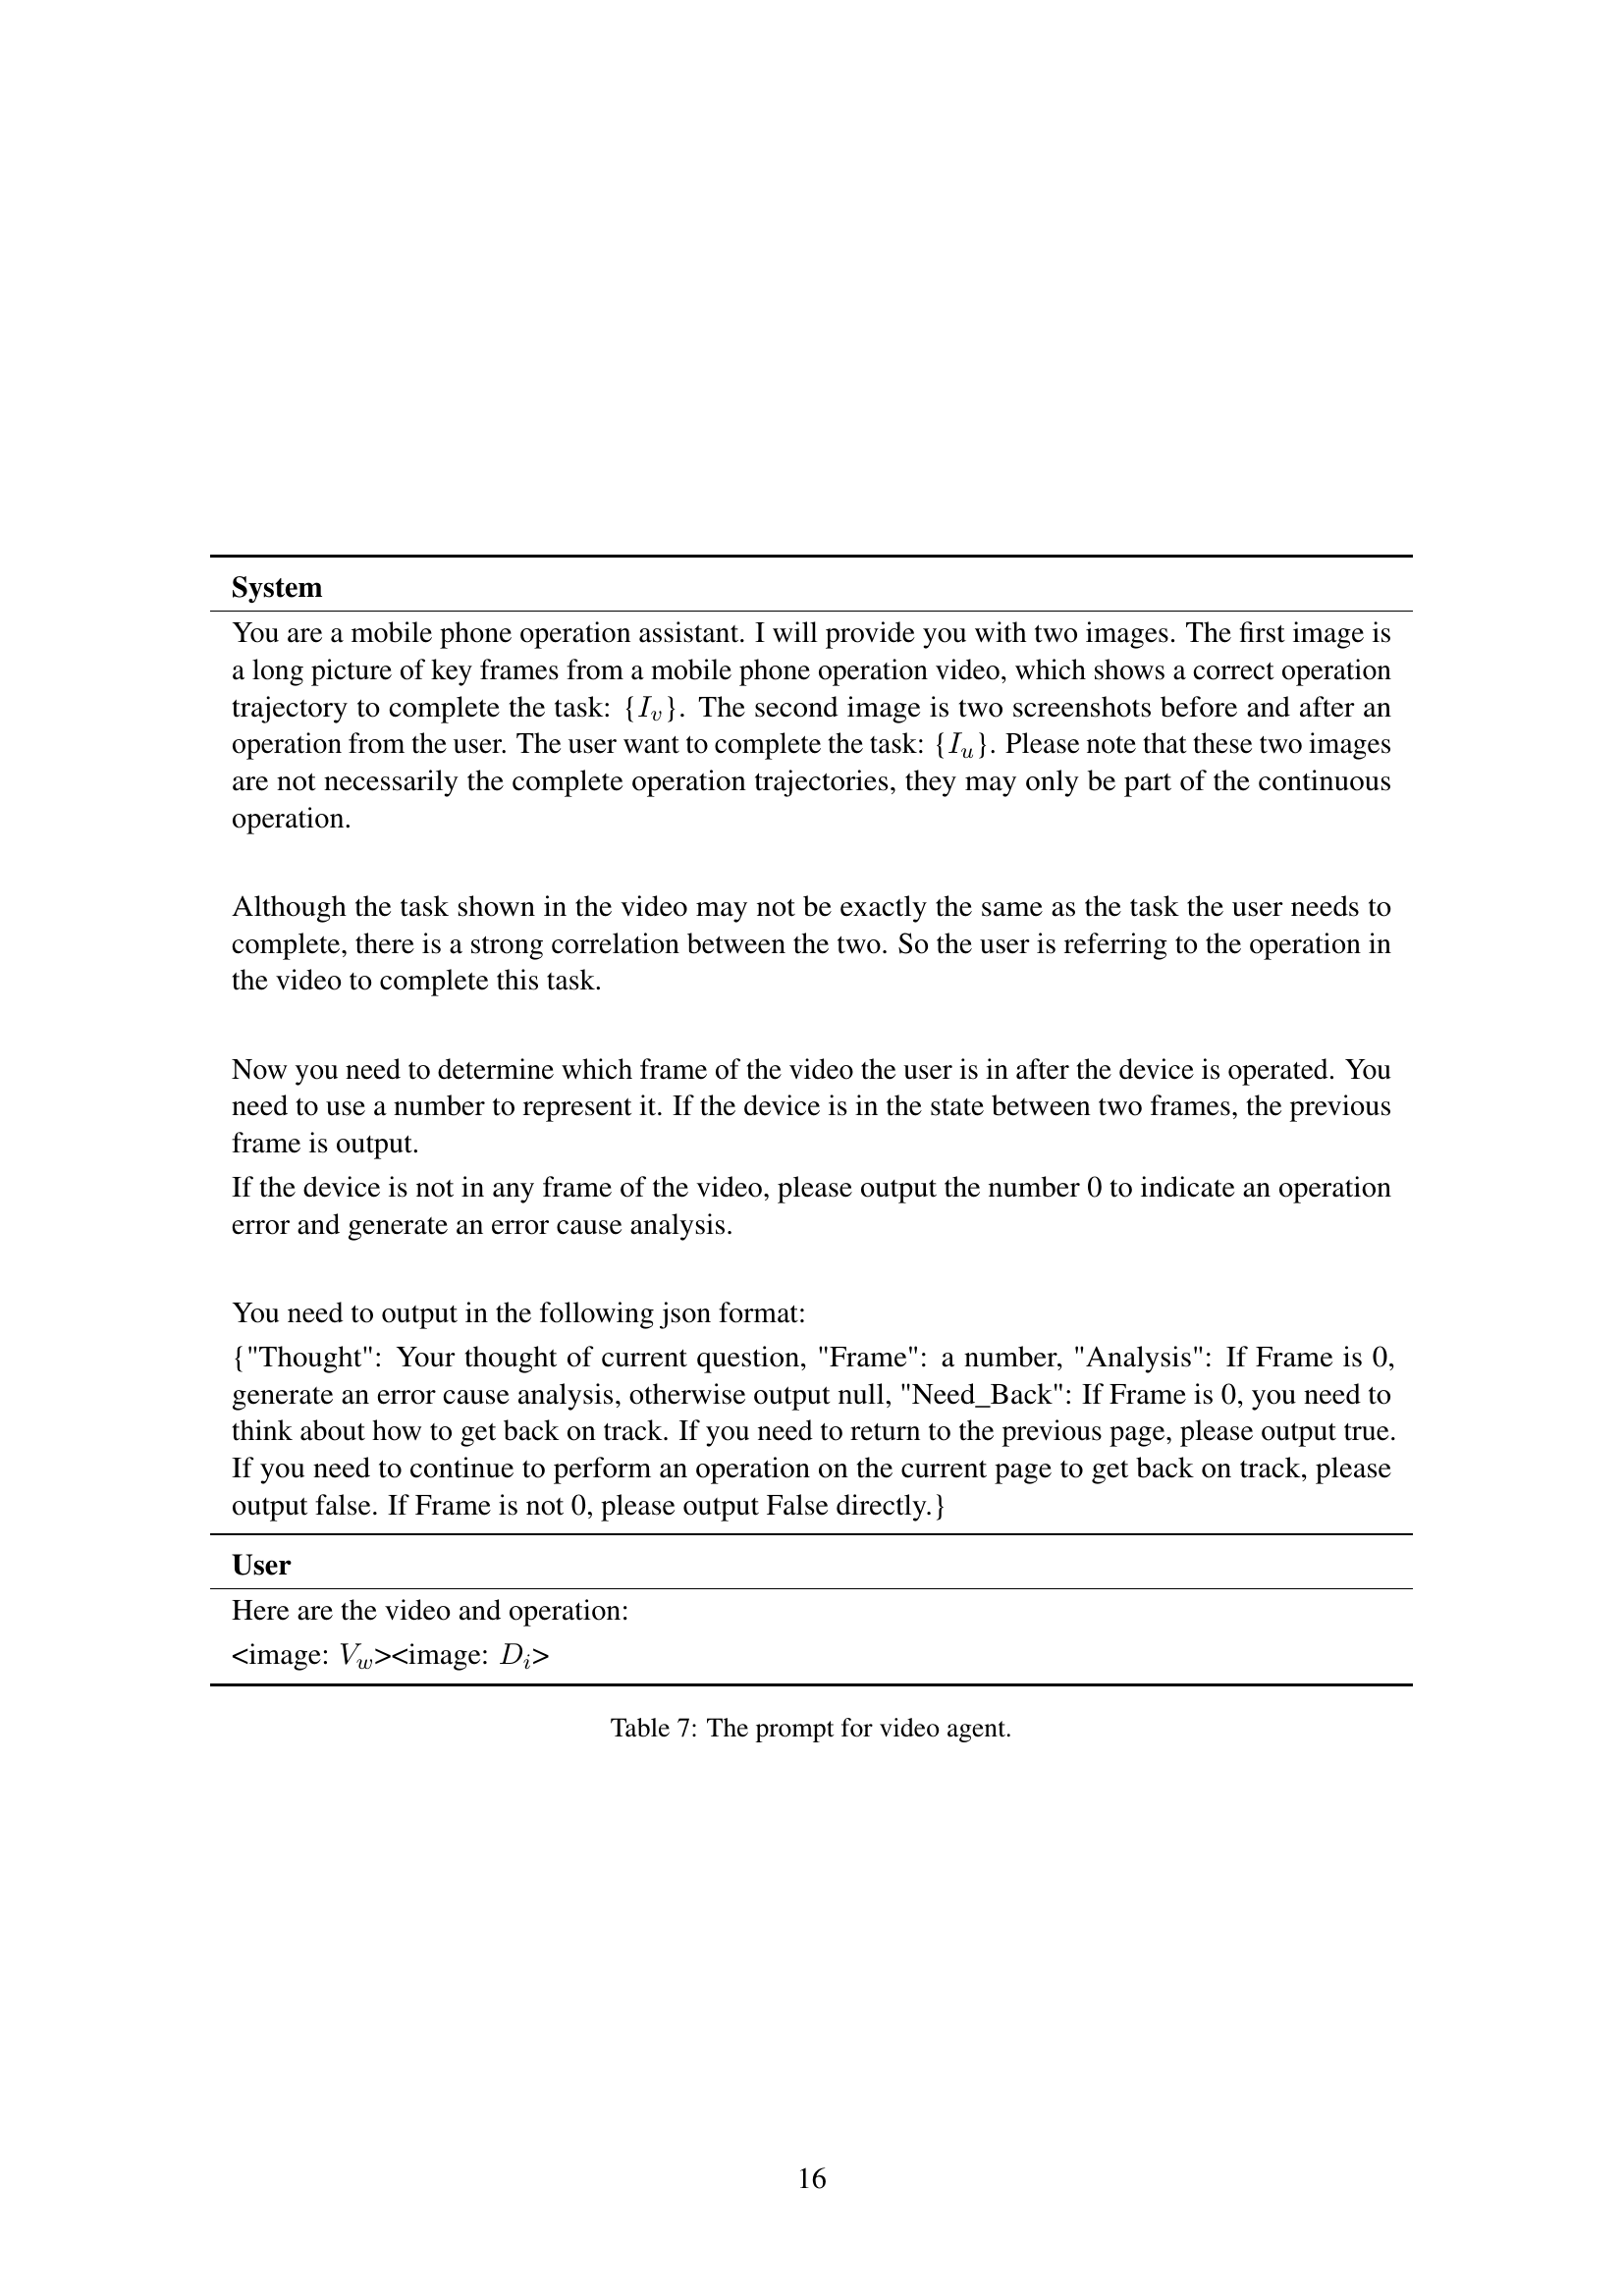 System
You are a mobile phone operation assistant. I will provide you with two images. The first image is
a long picture of key frames from a mobile phone operation video, which shows a correct operation
trajectory to complete the task: {I_v}. The second image is two screenshots before and after an
operation from the user. The user want to complete the task: {I_u}. Please note that these two images
are not necessarily the complete operation trajectories, they may only be part of the continuous
operation.
Although the task shown in the video may not be exactly the same as the task the user needs to
complete, there is a strong correlation between the two. So the user is referring to the operation in
the video to complete this task.
Now you need to determine which frame of the video the user is in after the device is operated. You
need to use a number to represent it. If the device is in the state between two frames, the previous
frame is output.
If the device is not in any frame of the video, please output the number 0 to indicate an operation
error and generate an error cause analysis.
You need to output in the following json format:
{"Thought": Your thought of current question, "Frame": a number, "Analysis": If Frame is 0,
generate an error cause analysis, otherwise output null, "Need_Back": If Frame is 0, you need to
think about how to get back on track. If you need to return to the previous page, please output true.
If you need to continue to perform an operation on the current page to get back on track, please
output false. If Frame is not 0, please output False directly.}
User
Here are the video and operation:
<image: V_w><image: D_i>
Table 7: The prompt for video agent.
16